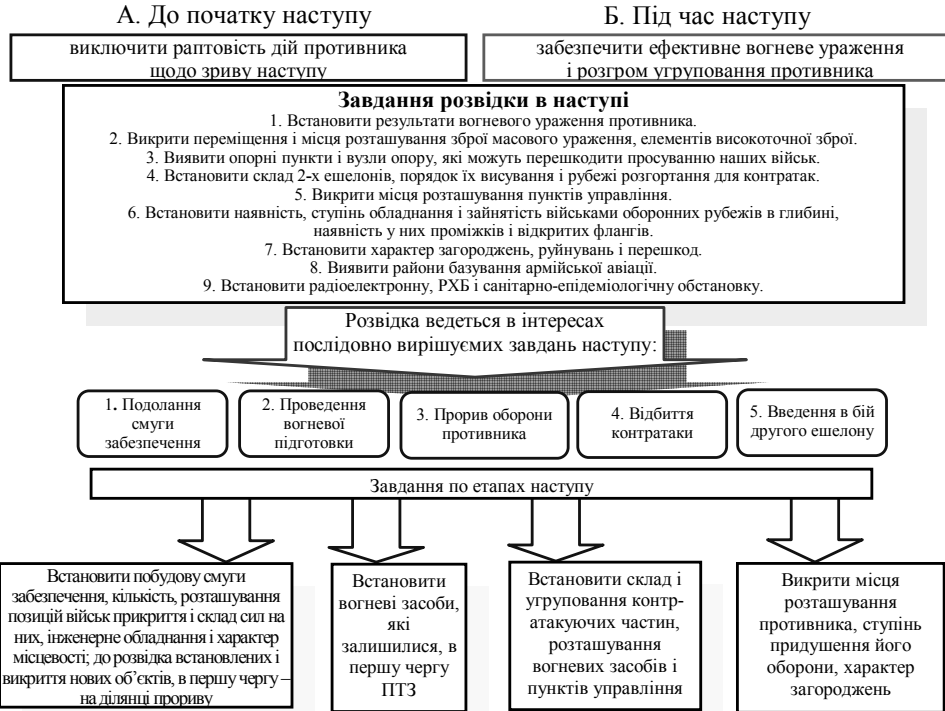 А. До початку наступу
Б. Під час наступу
виключити раптовість дій противника
щодо зриву наступу
забезпечити ефективне вогневе ураження
і розгром угруповання противника
Завдання розвідки в наступі
1. Встановити результати вогневого ураження противника.
2. Викрити переміщення і місця розташування зброї масового ураження, елементів високоточної зброї.
3. Виявити опорні пункти і вузли опору, які можуть перешкодити просуванню наших військ.
4. Встановити склад 2-х ешелонів, порядок їх висування и рубежі розгортання для контратак.
5. Викрити місця розташування пунктів управління.
6. Встановити наявність, ступінь обладнання і зайнятість військами оборонних рубежів в глибині,
наявність у них проміжків і відкритих флангів.
7. Встановити характер загороджень, руйнувань і перешкод.
8. Виявити райони базування армійської авіації.
9. Встановити радіоелектронну, РХБ і санітарно-епідеміологічну обстановку.
Розвідка ведеться в інтересах
послідовно вирішуємих завдань наступу:
1. Подолання
смуги
забезпечення
2. Проведення
вогневої
підготовки
3. Прорив оборони
противника
4. Відбиття
контратаки
5. Введення в бій
другого ешелону
Завдання по етапах наступу
Встановити побудову смуги
забезпечення, кількість, розташування
позицій військ прикриття і склад сил на
них, інженерне обладнання і характер
місцевості; до розвідка встановлених і
викриття нових об’єктів, в першу чергу –
на ділянці прориву
Встановити
вогневі засоби,
які
залишилися, в
першу чергу
ПТЗ
Встановити склад і
угруповання контр-
атакуючих частин,
розташування
вогневих засобів і
пунктів управління
Викрити місця
розташування
противника, ступінь
придушення його
оборони, характер
загороджень